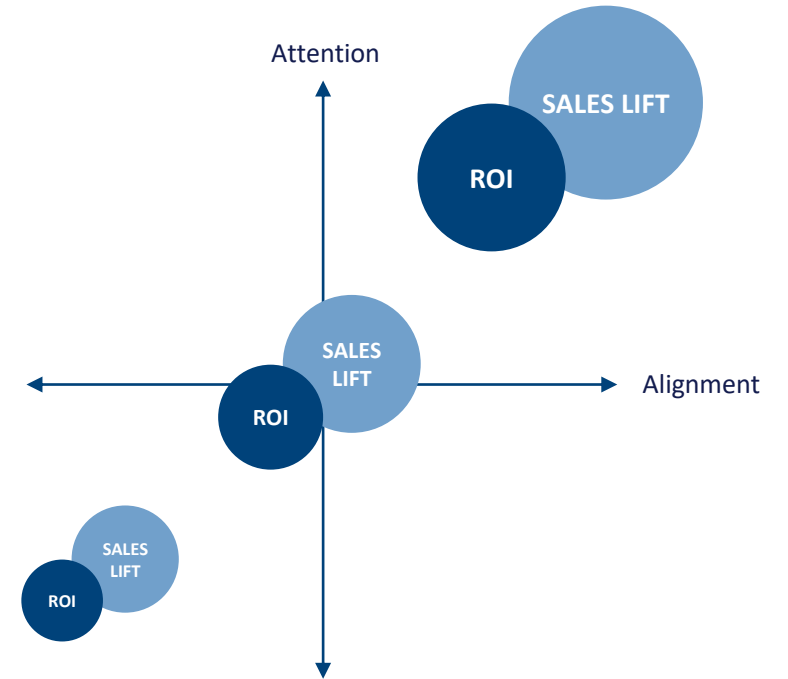 Attention
SALES LIFT
ROI
SALES
LIFT
Alignment
ROI
SALES
LIFT
ROI